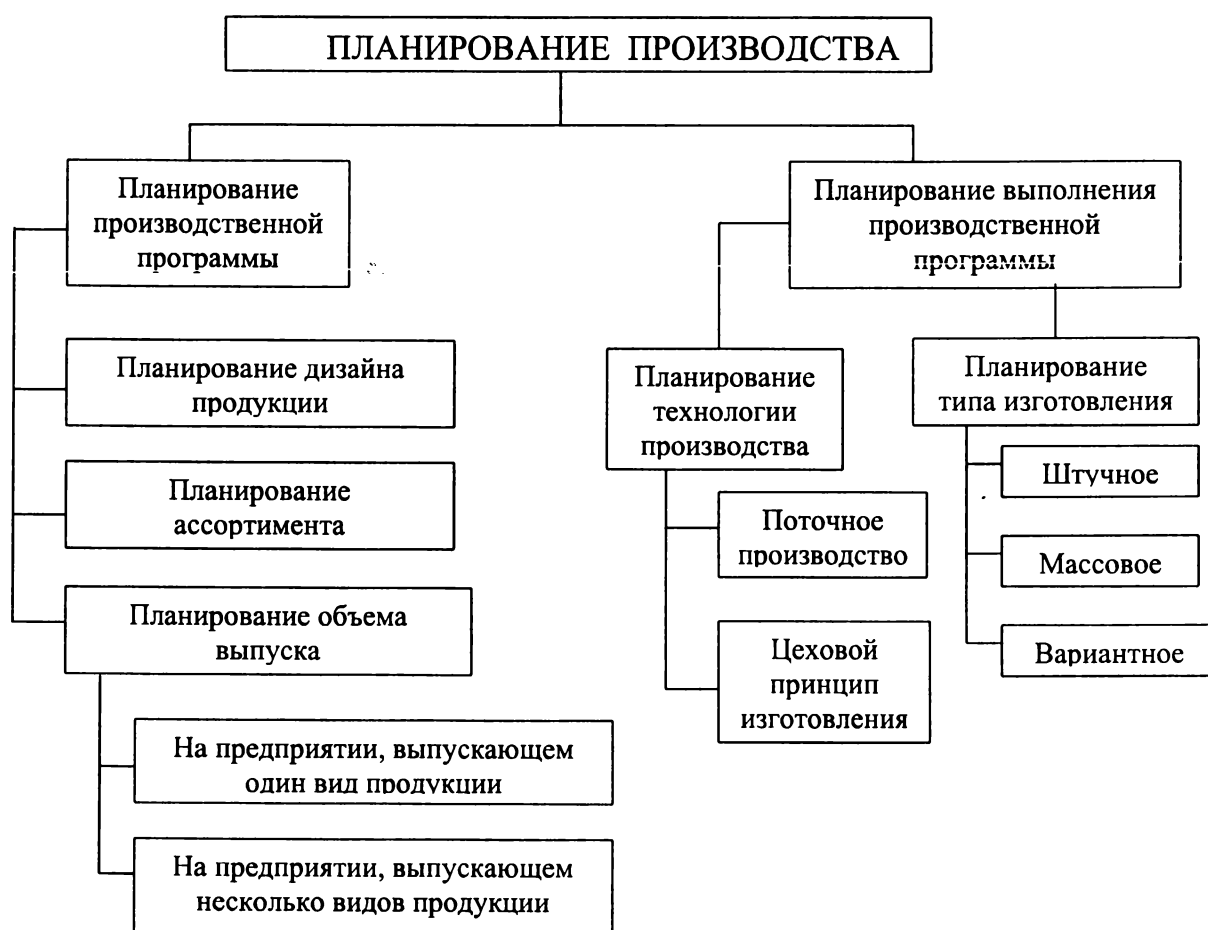 ПЛАНИРОВАНИЕ ПРОИЗВОДСТВА
Планирование
производственной
программы
Планирование дизайна
продукции
Планирование
ассортимента
Планирование объема
выпуска
На предприятии, выпускающем
один вид продукции
На предприятии, выпускающем
несколько видов продукции
Планирование выполнения
производственной
программы
Планирование
технологии
производства
Поточное
производство
Цеховой
принцип
изготовления
Планирование
типа изготовления
Штучное
Массовое
Вариантное